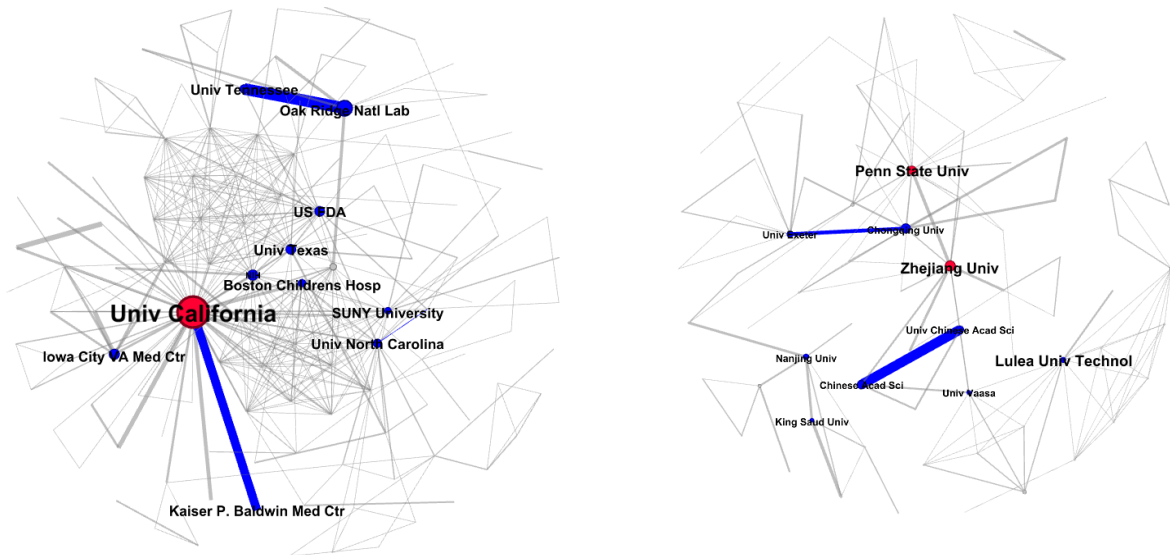 Univ Tennessee
Oak Ridge Natl Lab
US FDA
Univ Texas
Boston Childrens Hosp
Univ California
SUNY University
Univ North Carolina
Iowa City VA Med Ctr
Kaiser P. Baldwin Med Ctr
Penn State Univ
Univ Exeter
Chongqing Univ
Zhejiang Univ
Univ Chinese Acad Sci
Nanjing Univ
Lulea Univ Technol
Chinese Acad Sci
Univ Vaasa
King Saud Univ